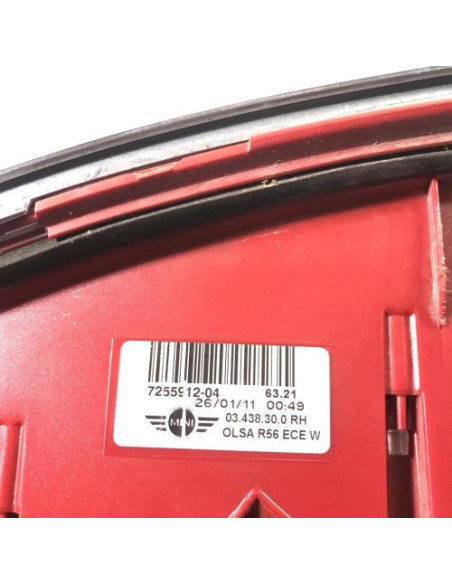 7255912-04 63.21
26/01/11 00:49
MINI 03.438.30.0 RH
OLSA R56 ECE W